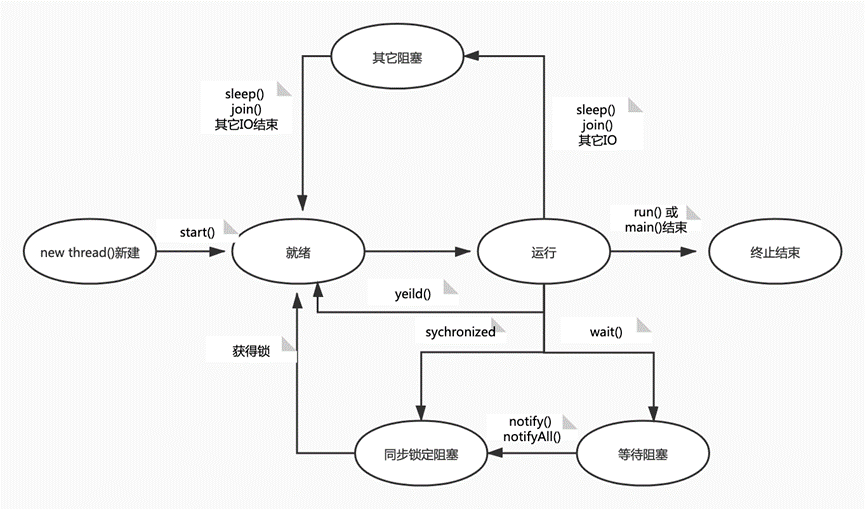 其它阻塞
sleep()
join()
其它IO结束
sleep()
join()
其它IO
new thread()新建
start()
就绪
运行
run() 或
main()结束
终止结束
yeild()
sychronized
wait()
获得锁
同步锁定阻塞
notify()
notifyAll()
等待阻塞